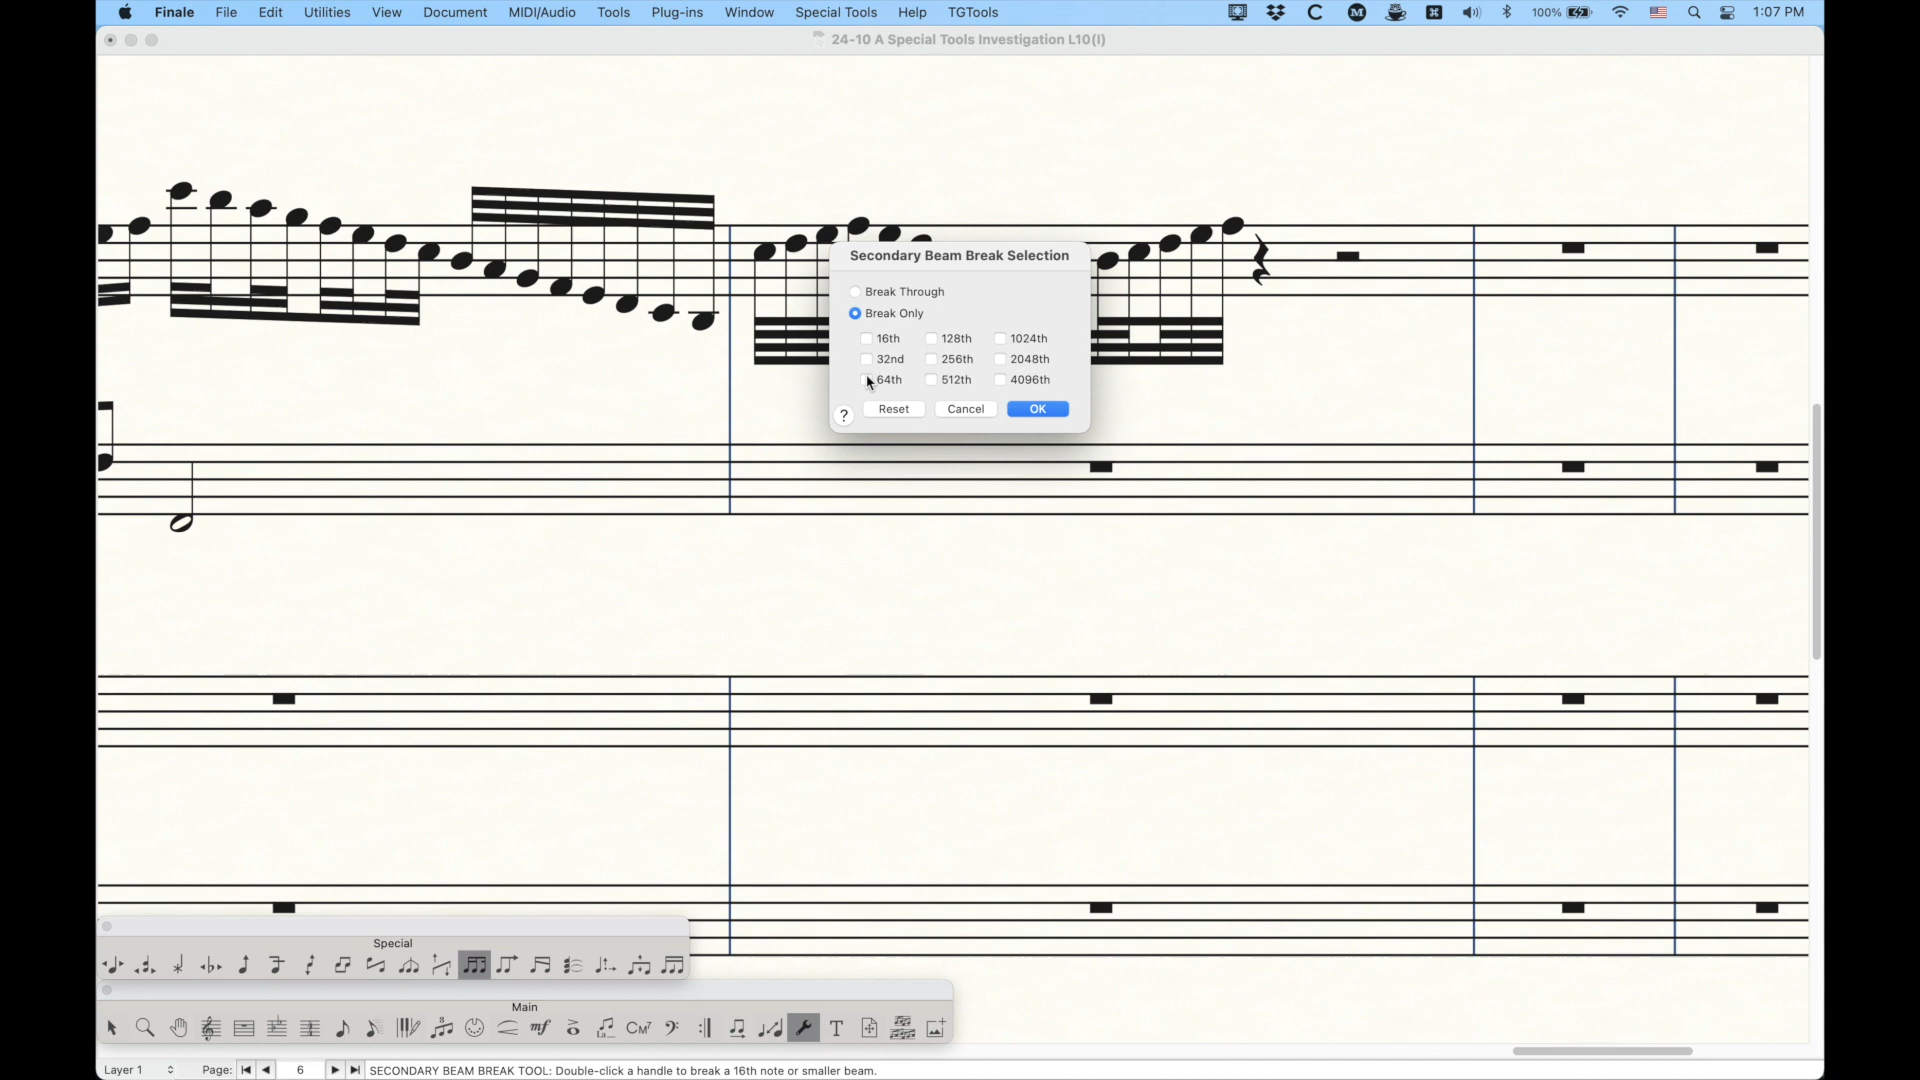 Finale File Edit Utilities View Document MIDI/Audio Tools Plug-ins Window Special Tools Help TGTools 100% 1:07 PM
24-10 A Special Tools Investigation L10(I)
Secondary Beam Break Selection
Break Through
Break Only
16th 128th 1024th
32nd 256th 2048th
64th 512th 4096th
? Reset Cancel OK
Special
Main
Layer 1 Page: 6 SECONDARY BEAM BREAK TOOL: Double-click a handle to break a 16th note or smaller beam.